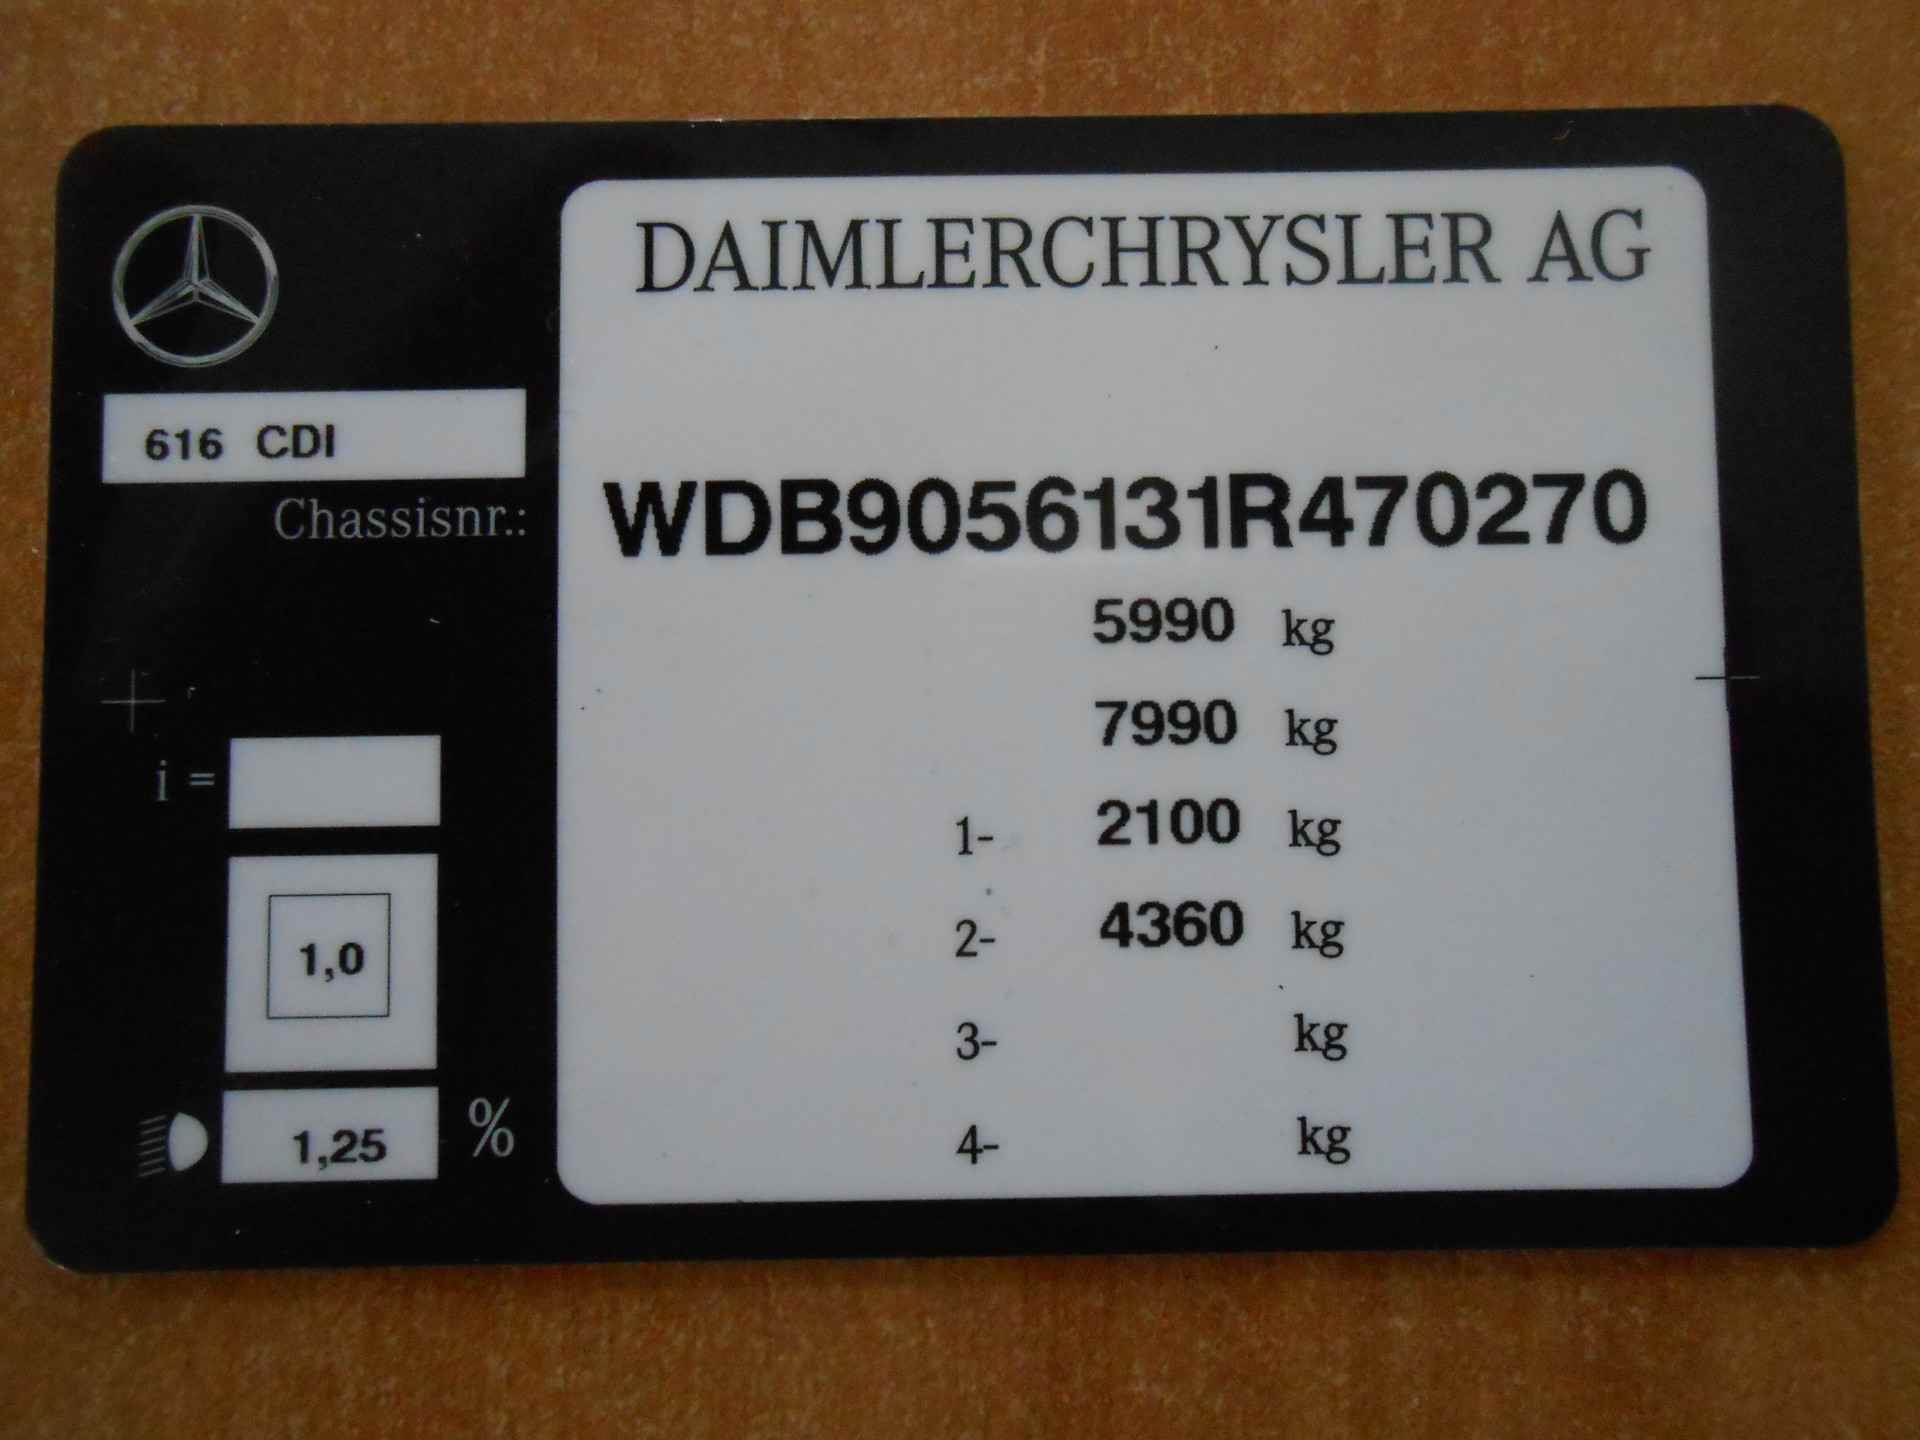 DAIMLERCHRYSLER AG
616 CDI
Chassisnr.: WDB9056131R470270
5990 kg
7990 kg
i =
1- 2100 kg
2- 4360 kg
1,0
3- kg
1,25 %
4- kg